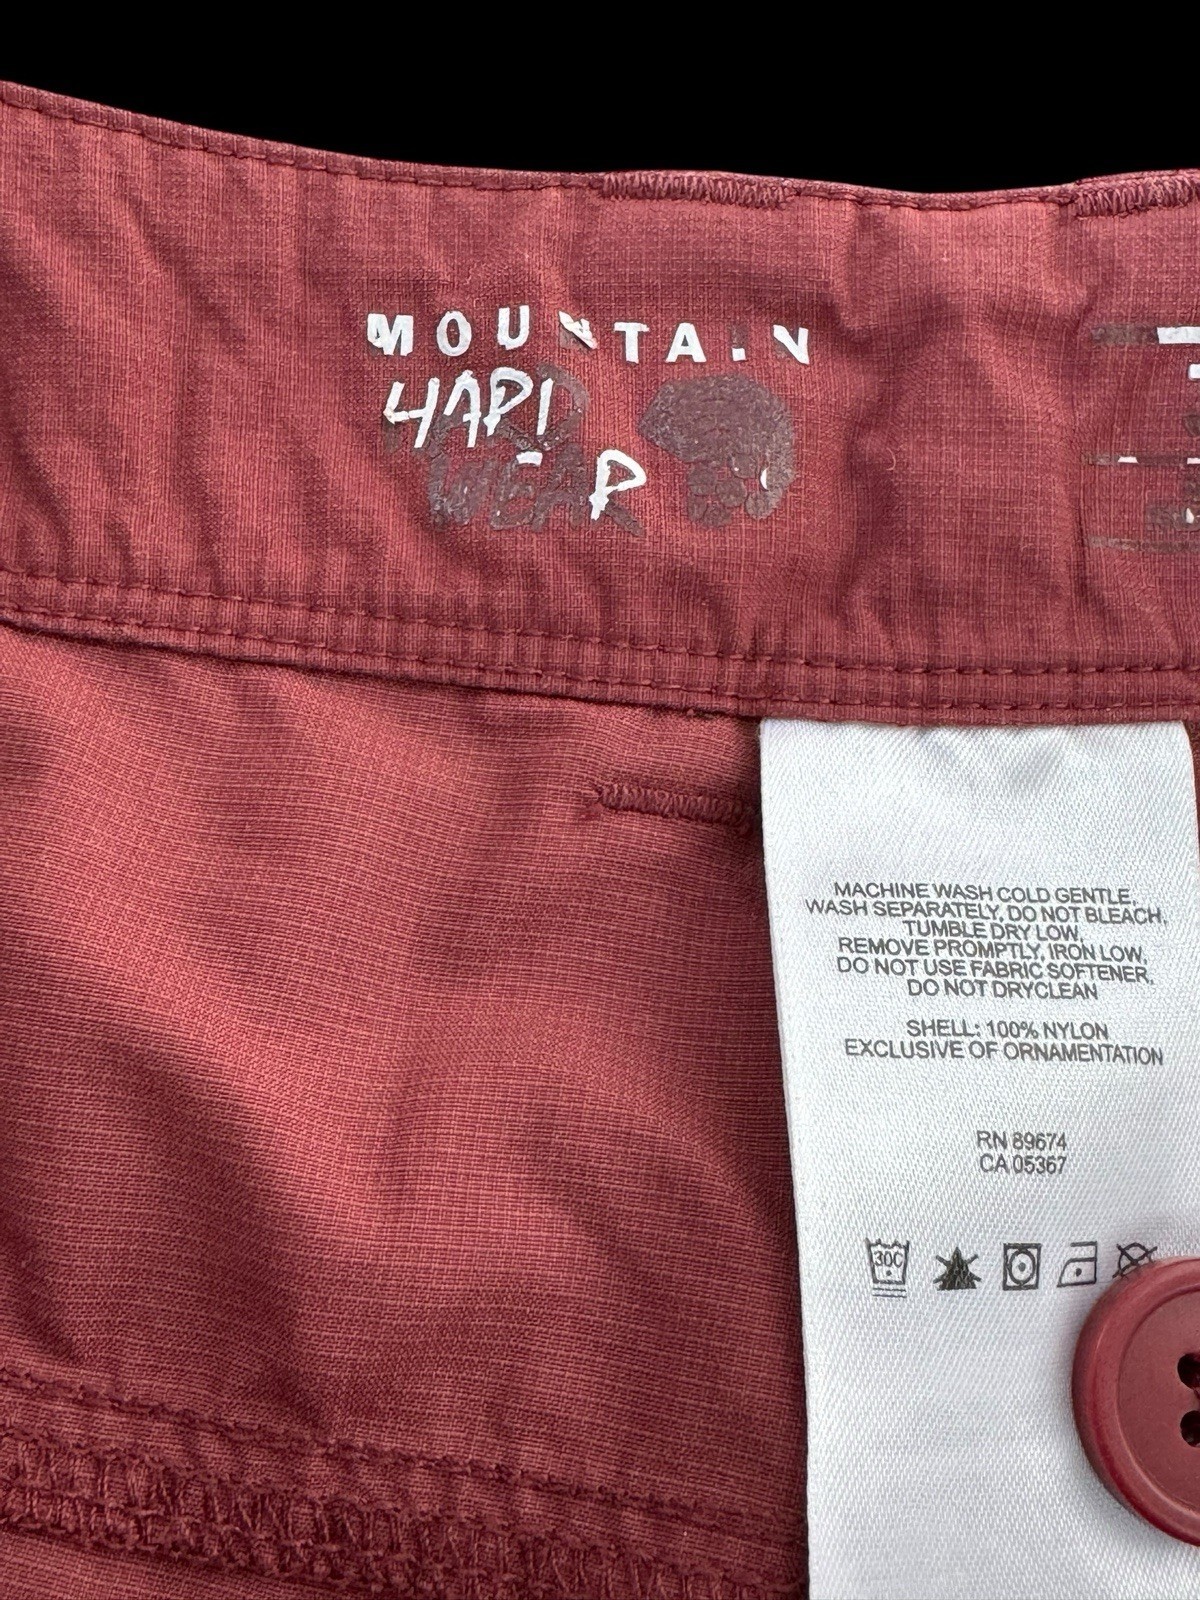 MOUNTAIN
HARD
WEAR
MACHINE WASH COLD GENTLE,
WASH SEPARATELY, DO NOT BLEACH,
TUMBLE DRY LOW,
REMOVE PROMPTLY, IRON LOW,
DO NOT USE FABRIC SOFTENER,
DO NOT DRYCLEAN
SHELL: 100% NYLON
EXCLUSIVE OF ORNAMENTATION
RN 89674
CA 05367
30C